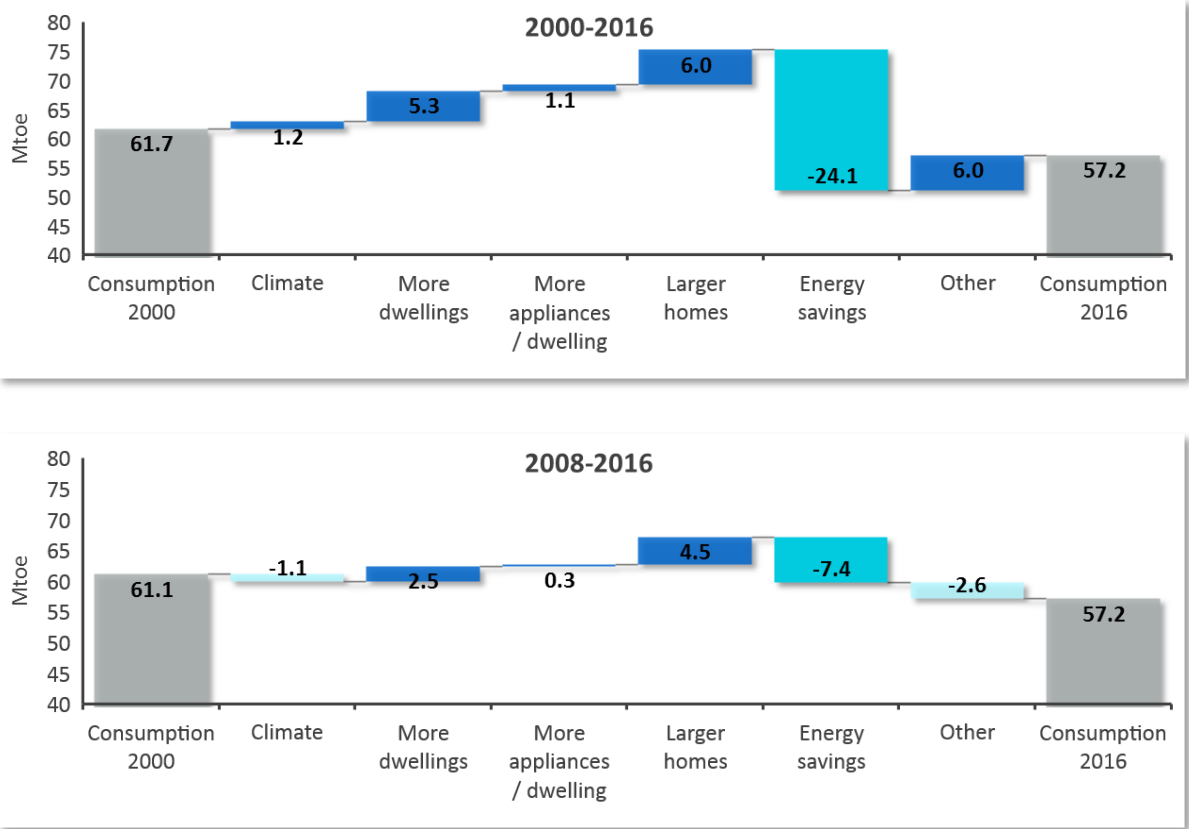 2000-2016
80
75
70
65
60
55
50
45
40
Mtoe
61.7
1.2
5.3
1.1
6.0
-24.1
6.0
57.2
Consumption
2000
Climate
More
dwellings
More
appliances
/ dwelling
Larger
homes
Energy
savings
Other
Consumption
2016
2008-2016
80
75
70
65
60
55
50
45
40
Mtoe
61.1
-1.1
2.5
0.3
4.5
-7.4
-2.6
57.2
Consumption
2000
Climate
More
dwellings
More
appliances
/ dwelling
Larger
homes
Energy
savings
Other
Consumption
2016